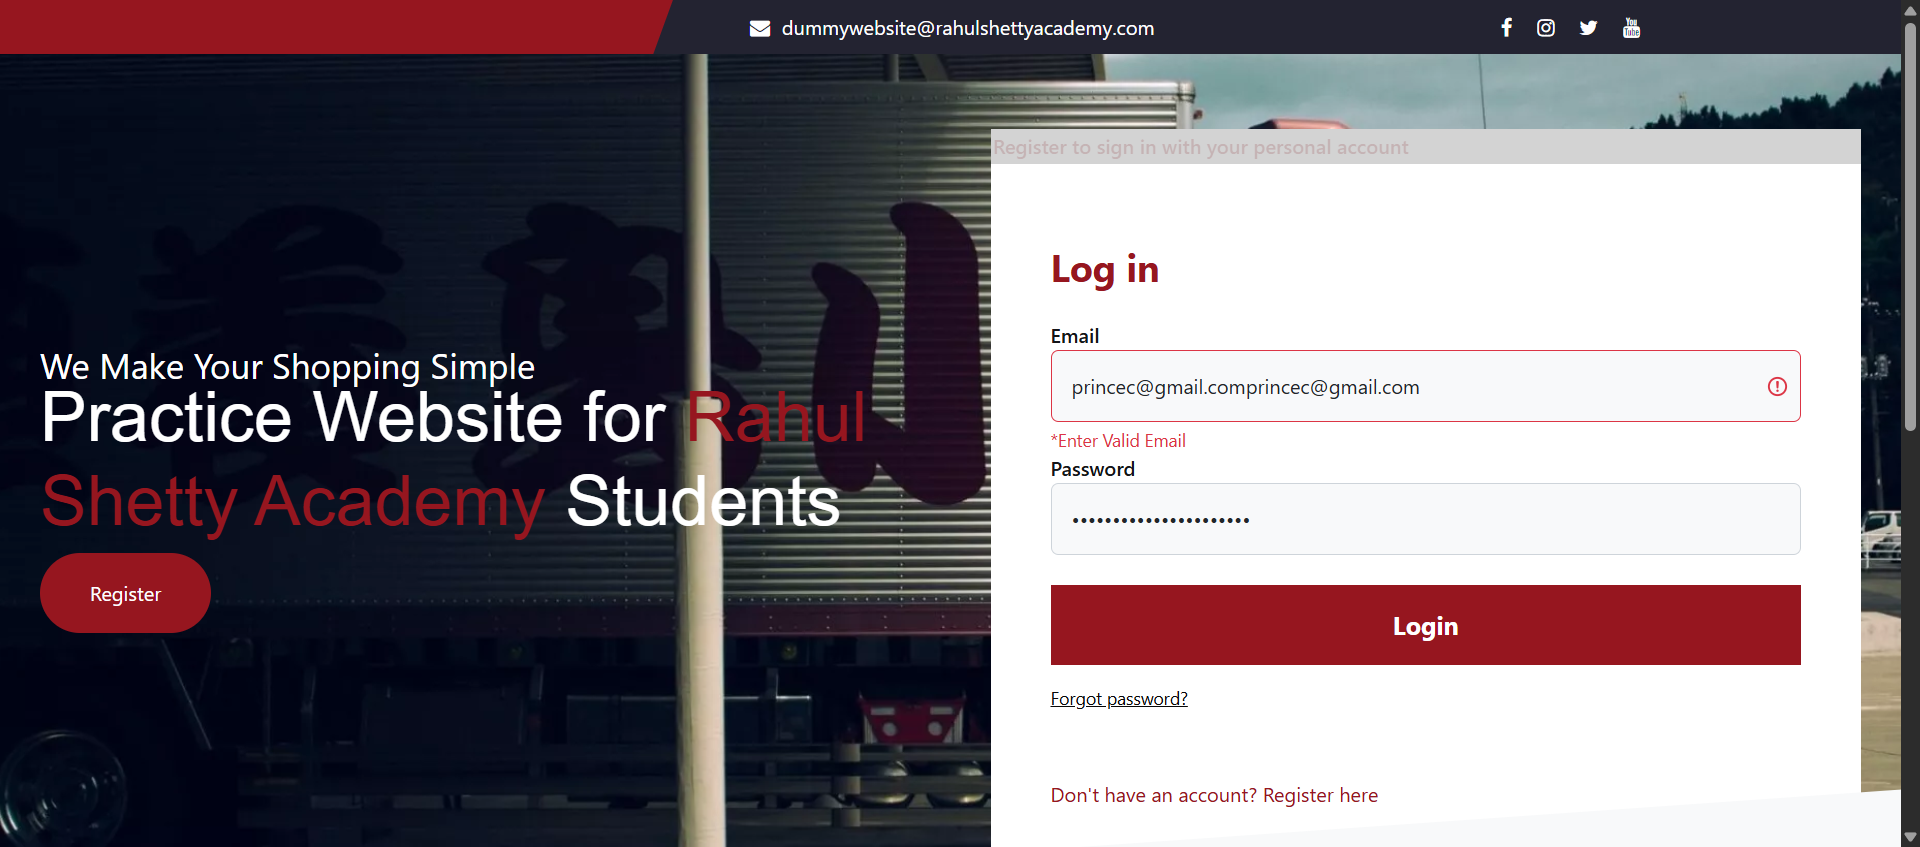 dummywebsite@rahulshettyacademy.com
We Make Your Shopping Simple
Practice Website for Rahul
Shetty Academy Students
Register
Register to sign in with your personal account
Log in
Email
princec@gmail.comprincec@gmail.com
*Enter Valid Email
Password
••••••••••••••••••••••
Login
Forgot password?
Don't have an account? Register here